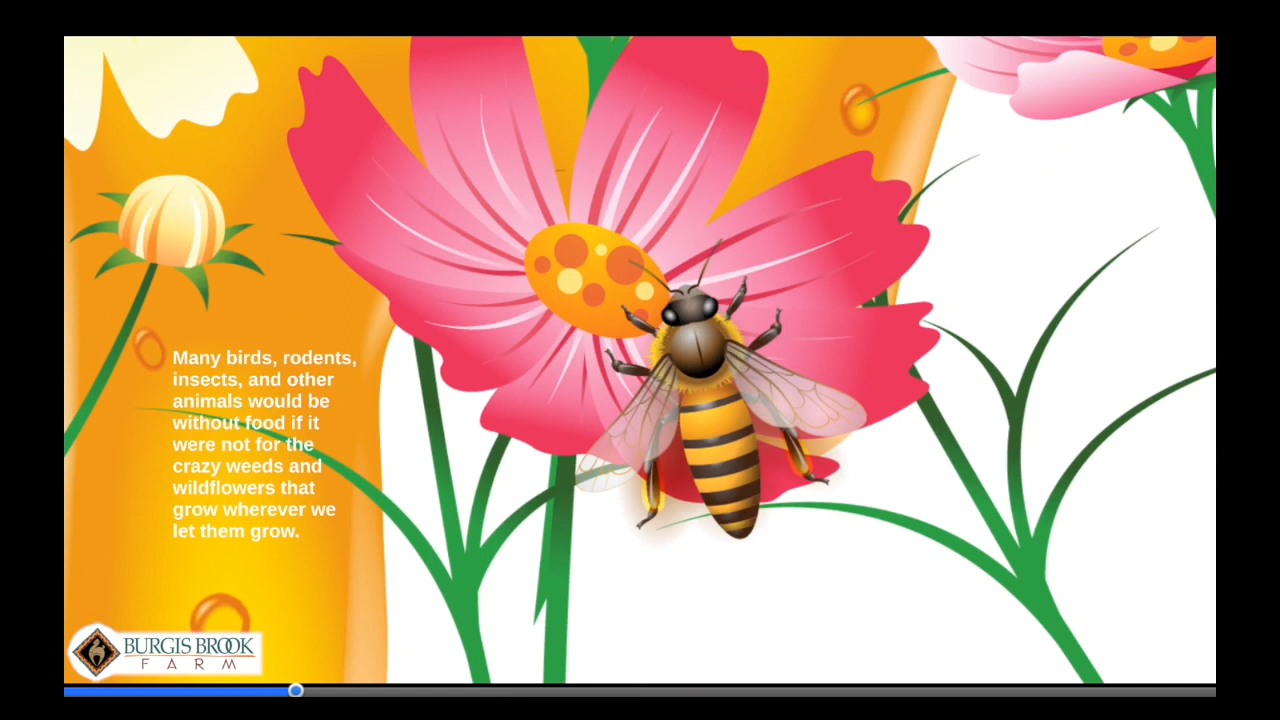 Many birds, rodents,
insects, and other
animals would be
without food if it
were not for the
crazy weeds and
wildflowers that
grow wherever we
let them grow.
BURGIS BROOK
FARM